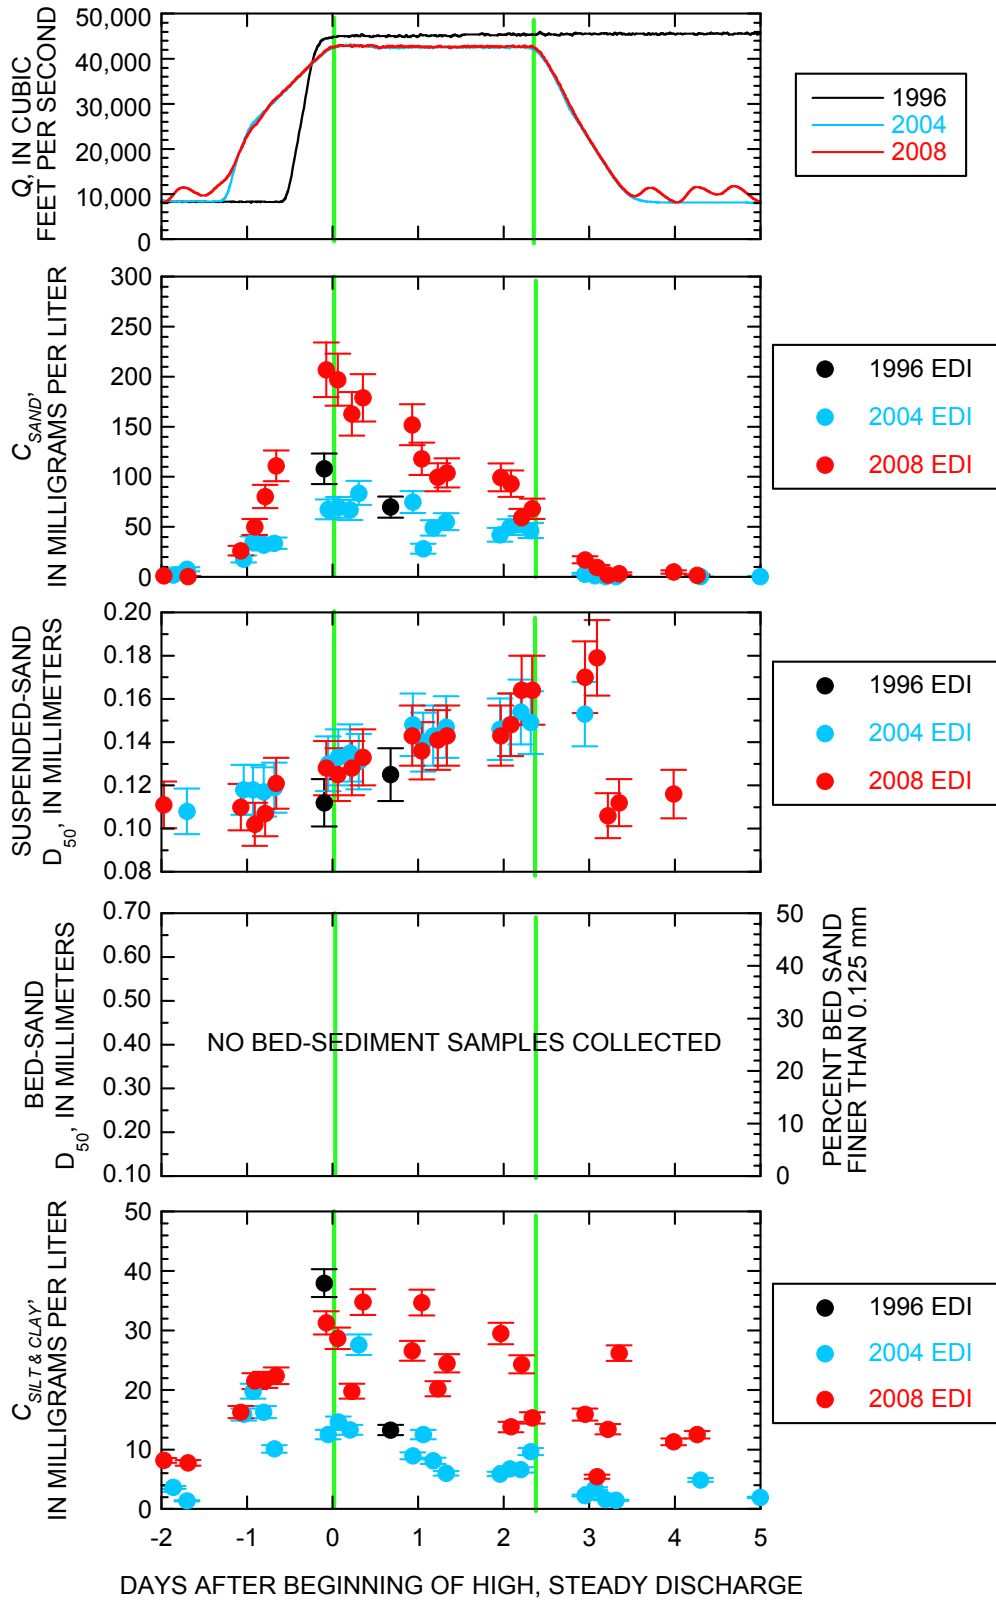 Q, IN CUBIC
FEET PER SECOND
50,000
40,000
30,000
20,000
10,000
0
1996
2004
2008
C SAND,
IN MILLIGRAMS PER LITER
300
250
200
150
100
50
0
1996 EDI
2004 EDI
2008 EDI
SUSPENDED-SAND
D50, IN MILLIMETERS
0.20
0.18
0.16
0.14
0.12
0.10
0.08
1996 EDI
2004 EDI
2008 EDI
BED-SAND
D50, IN MILLIMETERS
0.70
0.60
0.50
0.40
0.30
0.20
0.10
NO BED-SEDIMENT SAMPLES COLLECTED
50
40
30
20
10
0
PERCENT BED SAND
FINER THAN 0.125 mm
C SILT & CLAY,
IN MILLIGRAMS PER LITER
50
40
30
20
10
0
1996 EDI
2004 EDI
2008 EDI
-2 -1 0 1 2 3 4 5
DAYS AFTER BEGINNING OF HIGH, STEADY DISCHARGE